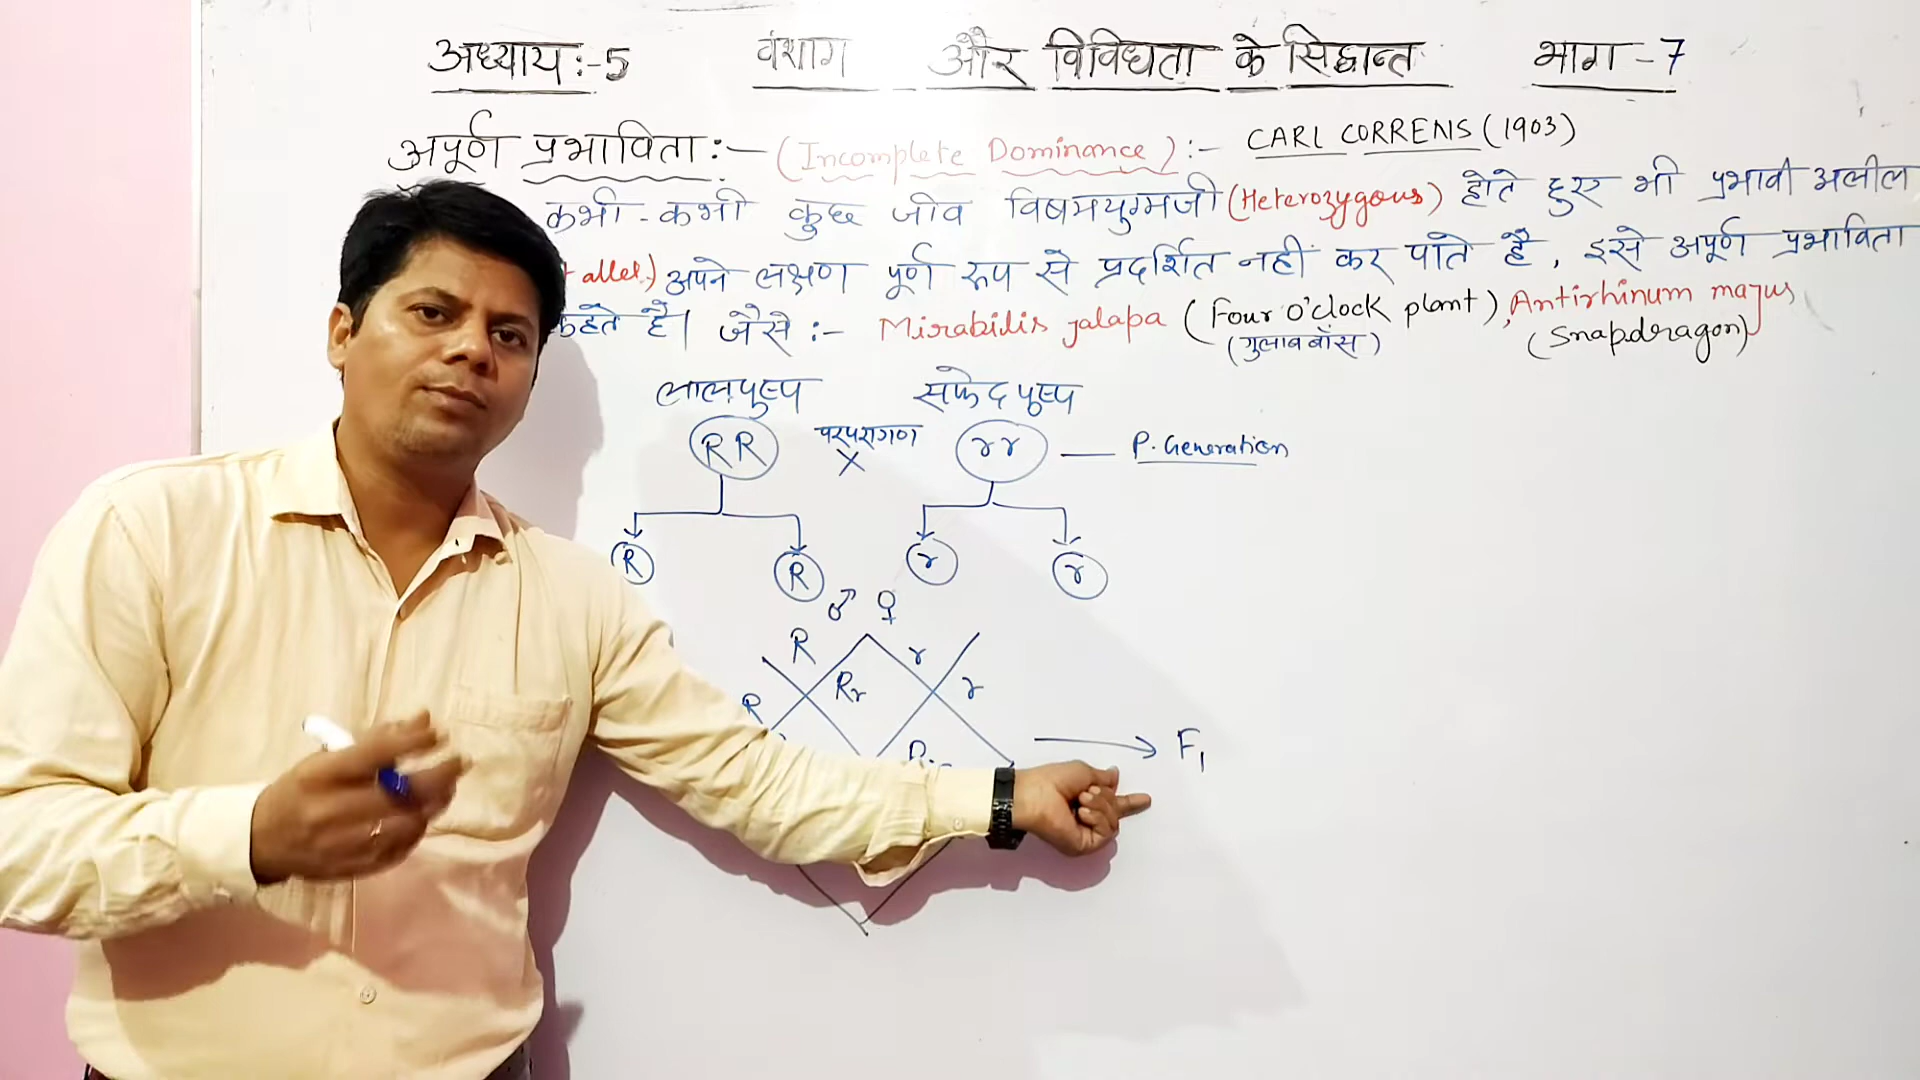 अध्याय:-5 वंशागति और विविधता के सिद्धान्त भाग-7
अपूर्ण प्रभाविता:- (Incomplete Dominance):- CARL CORRENS (1903)
कभी-कभी कुछ जीव विषमयुग्मजी (Heterozygous) होते हुए भी प्रभावी अलील
allel) अपने लक्षण पूर्ण रूप से प्रदर्शित नहीं कर पाते है, इसे अपूर्ण प्रभाविता
कहते है। जैसे:- Mirabilis jalapa (Four O'clock plant), Antirhinum majus
(गुलाबबाँस) (Snapdragon)
लालपुष्प सफेद पुष्प
RR परपरागण X rr — P. Generation
R R r r
♂ ♀
R r
R Rr r
F₁